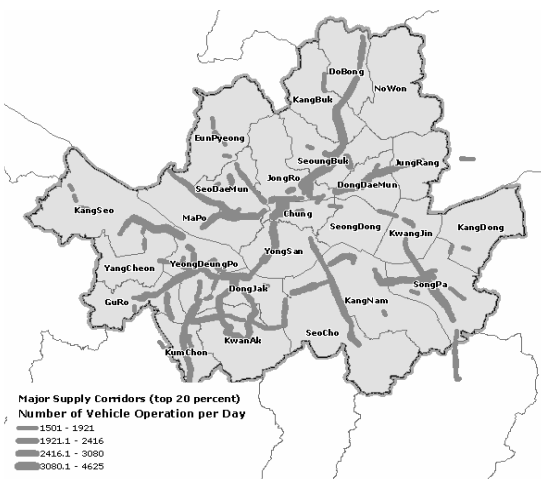 DoBong
NoWon
KangBuk
EunPyeong
SeoungBuk
JungRang
JongRo
SeoDaeMun
DongDaeMun
KangSeo
MaPo
Chung
SeongDong
KangDong
KwangJin
YongSan
YangCheon
YeongDeungPo
SongPa
DongJak
GuRo
KangNam
SeoCho
KwanAk
KumChon
Major Supply Corridors (top 20 percent)
Number of Vehicle Operation per Day
1501 - 1921
1921.1 - 2416
2416.1 - 3080
3080.1 - 4625